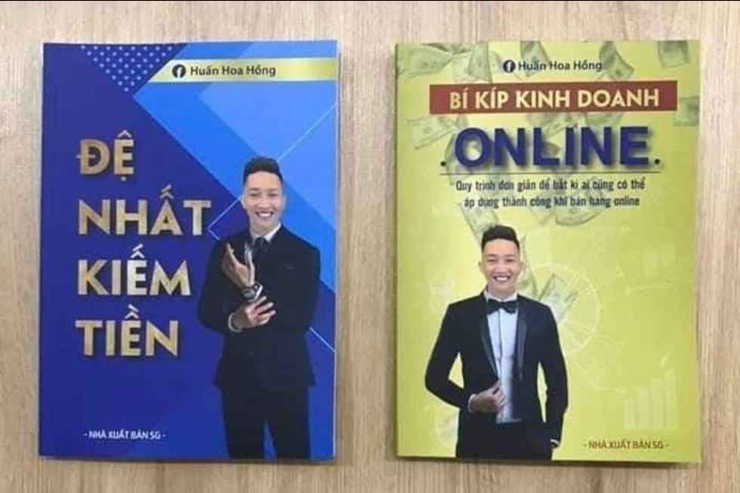 Huấn Hoa Hồng
ĐỆ
NHẤT
KIẾM
TIỀN
- NHÀ XUẤT BẢN SG -
Huấn Hoa Hồng
BÍ KÍP KINH DOANH
. ONLINE .
Quy trình đơn giản để bất kì ai cũng có thể
áp dụng thành công khi bán hàng online
- NHÀ XUẤT BẢN SG -